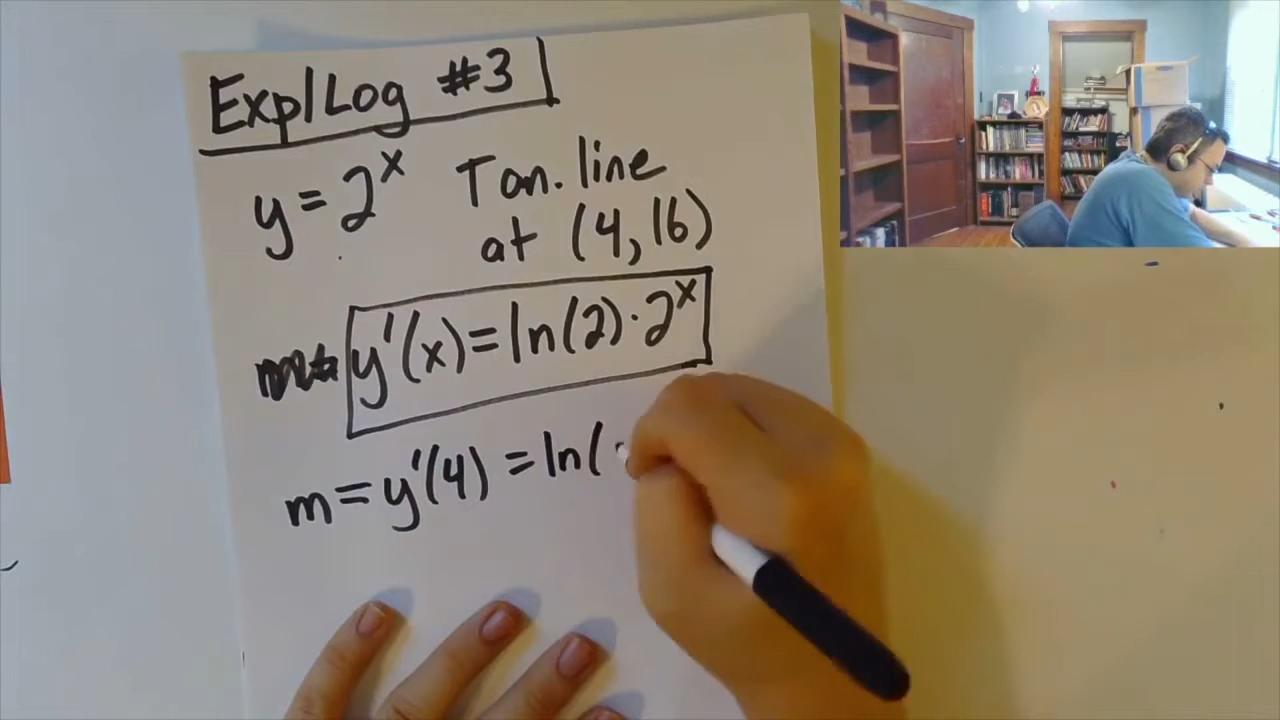 Exp/Log #3
y = 2^x Tan. line
at (4, 16)
y'(x) = ln(2) · 2^x
m = y'(4) = ln(